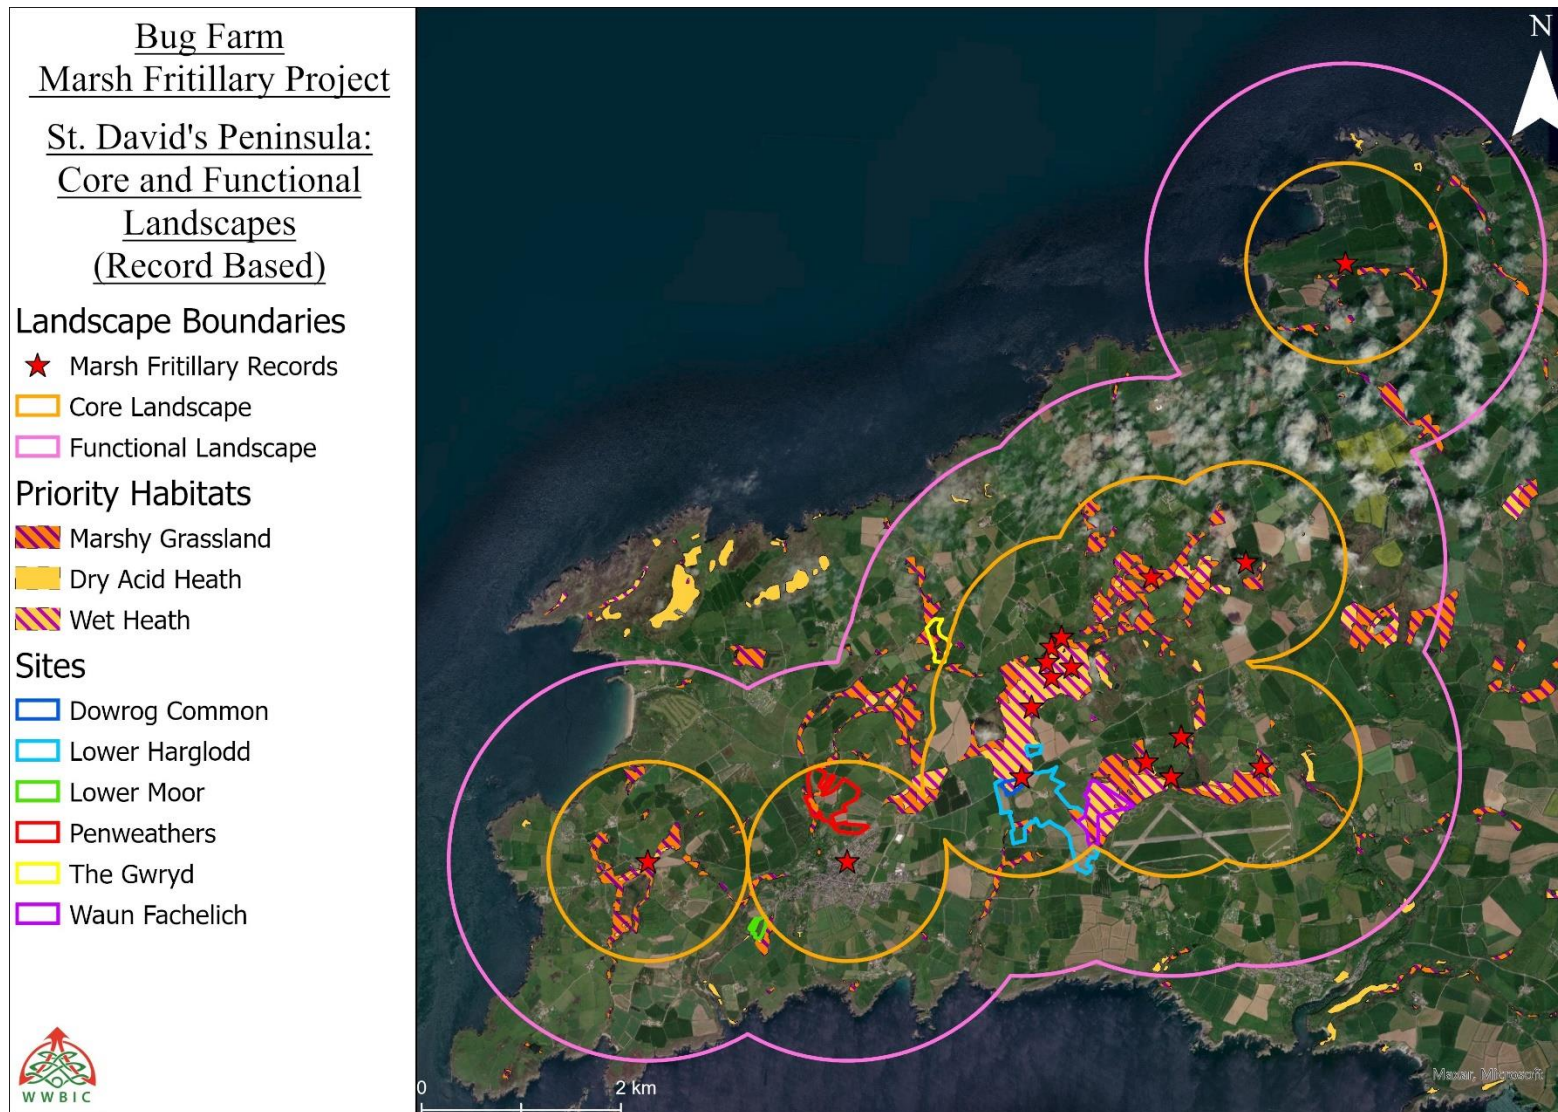 Bug Farm
Marsh Fritillary Project
St. David's Peninsula:
Core and Functional
Landscapes
(Record Based)
Landscape Boundaries
Marsh Fritillary Records
Core Landscape
Functional Landscape
Priority Habitats
Marshy Grassland
Dry Acid Heath
Wet Heath
Sites
Dowrog Common
Lower Harglodd
Lower Moor
Penweathers
The Gwryd
Waun Fachelich
WWBIC
N
0
2 km
Maxar, Microsoft